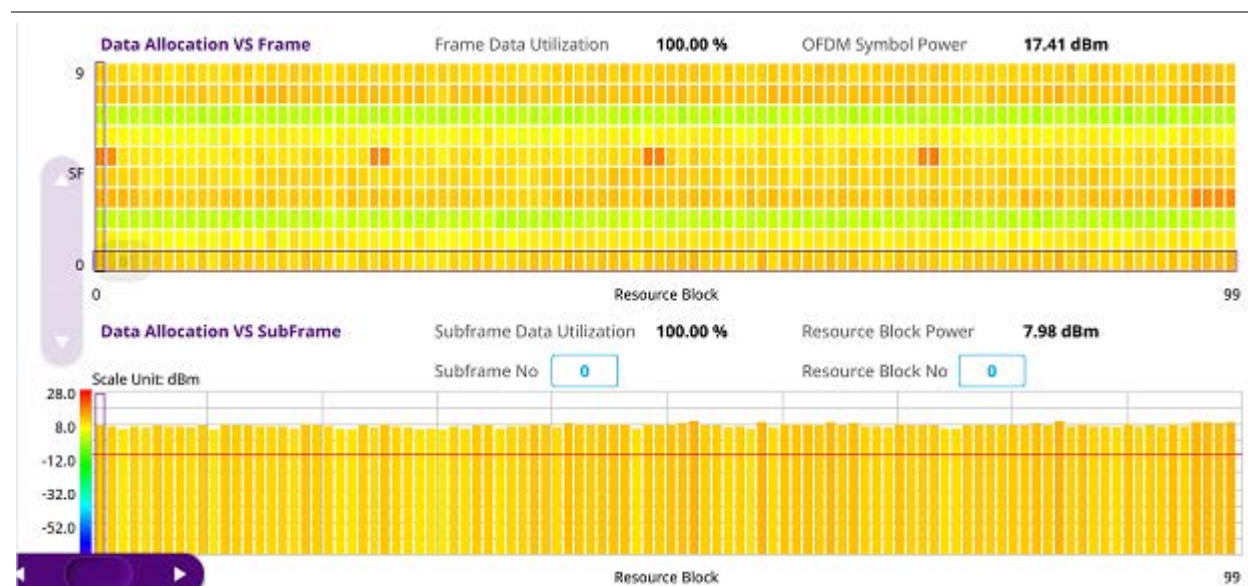 Data Allocation VS Frame Frame Data Utilization 100.00 % OFDM Symbol Power 17.41 dBm
9
SF
0
0 Resource Block 99
Data Allocation VS SubFrame Subframe Data Utilization 100.00 % Resource Block Power 7.98 dBm
Subframe No 0 Resource Block No 0
Scale Unit: dBm
28.0
8.0
-12.0
-32.0
-52.0
Resource Block 99